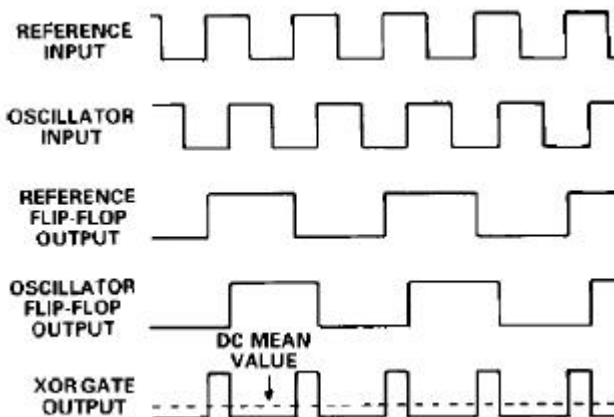 REFERENCE
INPUT
OSCILLATOR
INPUT
REFERENCE
FLIP-FLOP
OUTPUT
OSCILLATOR
FLIP-FLOP
OUTPUT
DC MEAN
VALUE
XOR GATE
OUTPUT